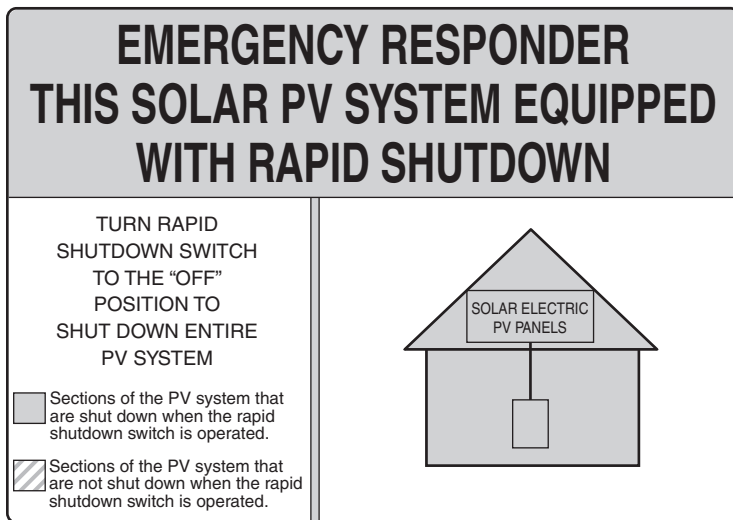 EMERGENCY RESPONDER
THIS SOLAR PV SYSTEM EQUIPPED
WITH RAPID SHUTDOWN
TURN RAPID
SHUTDOWN SWITCH
TO THE “OFF”
POSITION TO
SHUT DOWN ENTIRE
PV SYSTEM
Sections of the PV system that
are shut down when the rapid
shutdown switch is operated.
Sections of the PV system that
are not shut down when the rapid
shutdown switch is operated.
SOLAR ELECTRIC
PV PANELS